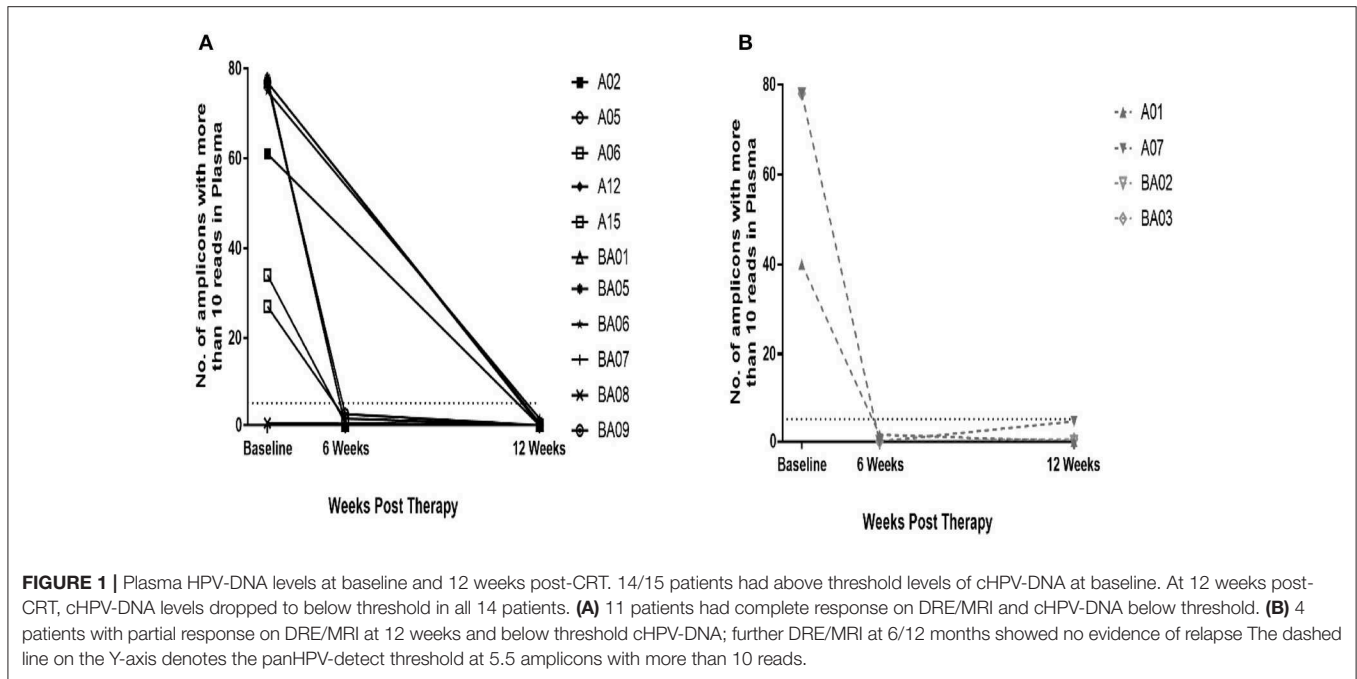 A
No. of amplicons with more
than 10 reads in Plasma
80
60
40
20
0
Baseline
6 Weeks
12 Weeks
Weeks Post Therapy
A02
A05
A06
A12
A15
BA01
BA05
BA06
BA07
BA08
BA09
B
No. of amplicons with more
than 10 reads in Plasma
80
60
40
20
0
Baseline
6 Weeks
12 Weeks
Weeks Post Therapy
A01
A07
BA02
BA03
FIGURE 1 | Plasma HPV-DNA levels at baseline and 12 weeks post-CRT. 14/15 patients had above threshold levels of cHPV-DNA at baseline. At 12 weeks post-
CRT, cHPV-DNA levels dropped to below threshold in all 14 patients. (A) 11 patients had complete response on DRE/MRI and cHPV-DNA below threshold. (B) 4
patients with partial response on DRE/MRI at 12 weeks and below threshold cHPV-DNA; further DRE/MRI at 6/12 months showed no evidence of relapse The dashed
line on the Y-axis denotes the panHPV-detect threshold at 5.5 amplicons with more than 10 reads.